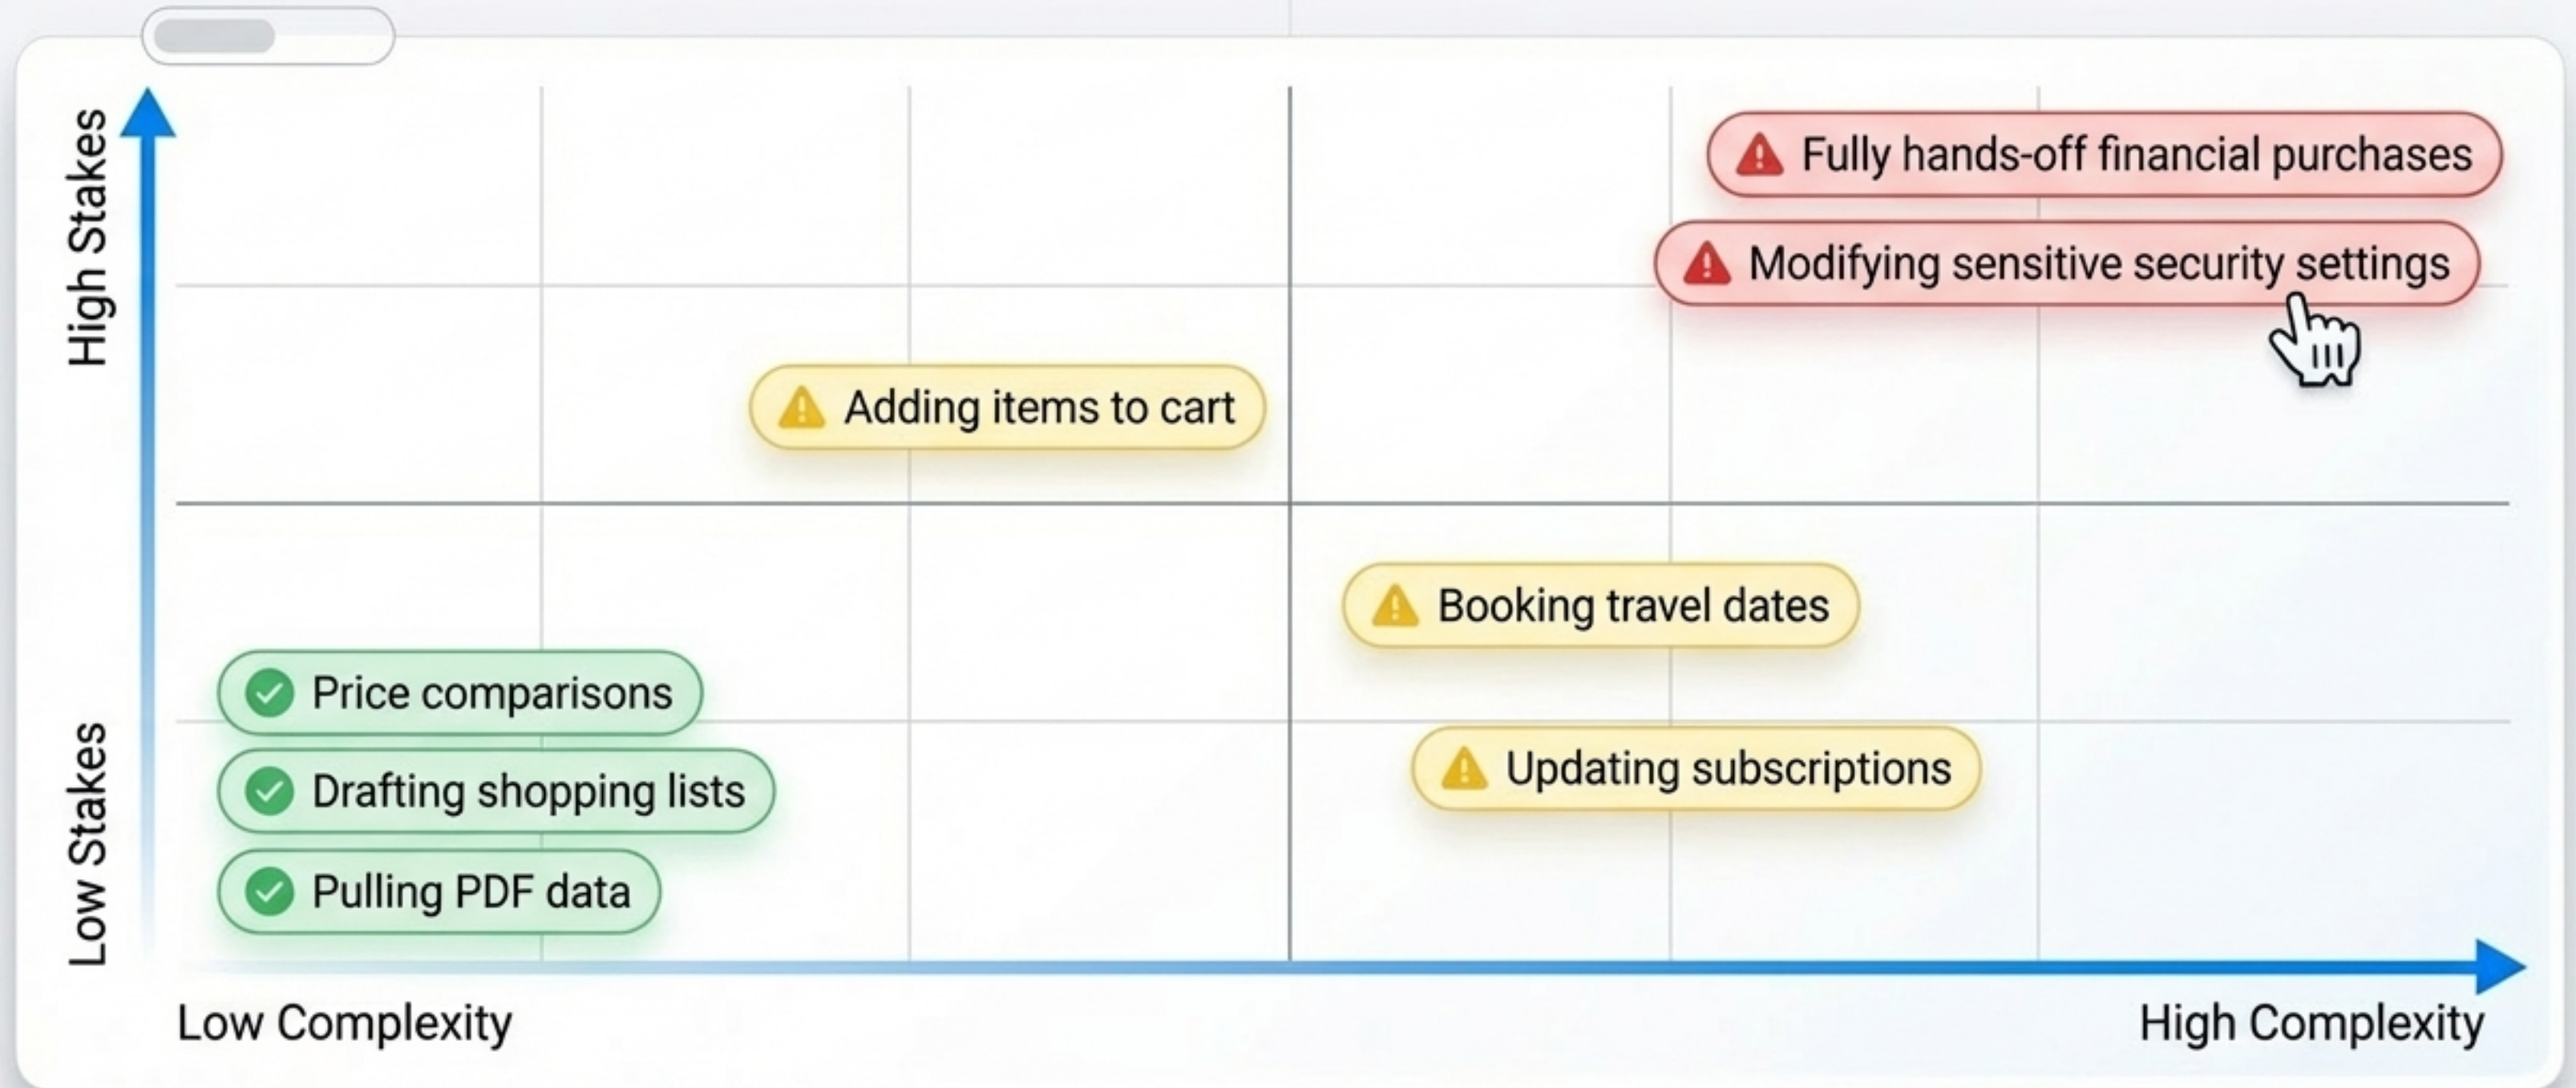 High Stakes
Fully hands-off financial purchases
Modifying sensitive security settings
Adding items to cart
Booking travel dates
Price comparisons
Updating subscriptions
Drafting shopping lists
Pulling PDF data
Low Stakes
Low Complexity
High Complexity